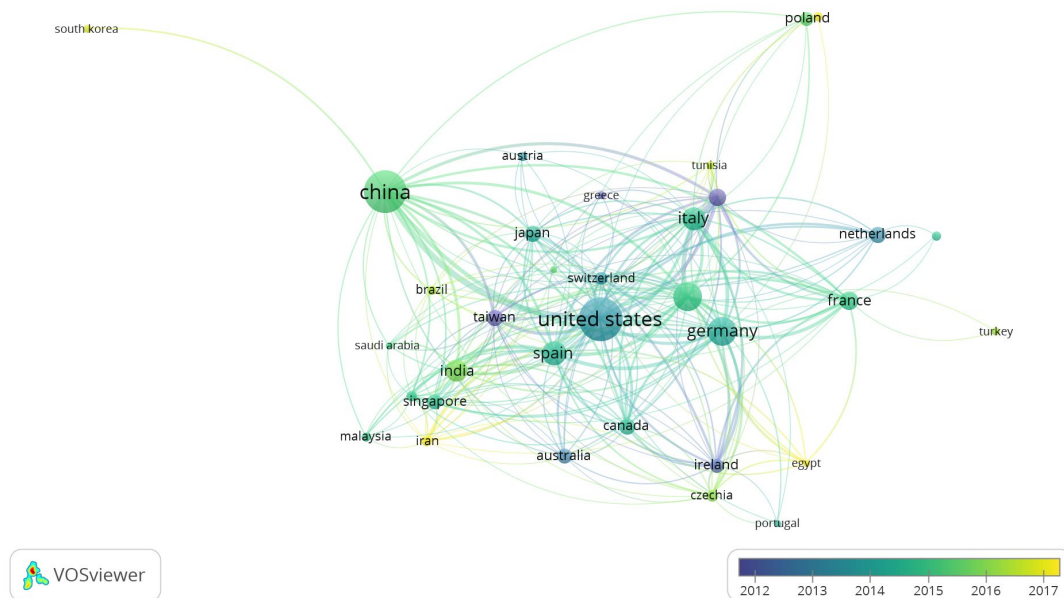 south korea
poland
austria
tunisia
china
greece
italy
japan
netherlands
switzerland
brazil
france
taiwan
united states
germany
turkey
saudi arabia
spain
india
singapore
malaysia
iran
canada
australia
ireland
egypt
czechia
portugal
VOSviewer
2012 2013 2014 2015 2016 2017